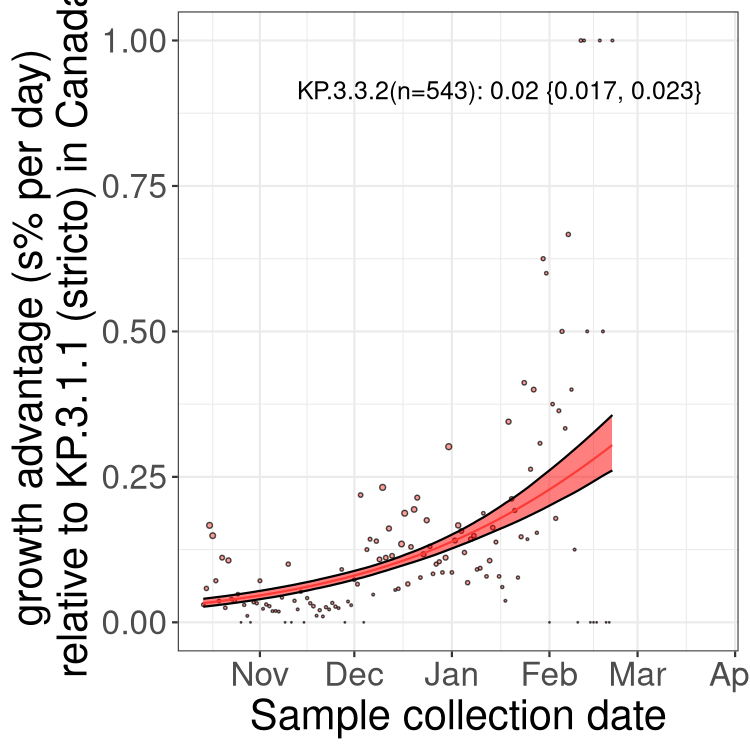 growth advantage (s% per day)
relative to KP.3.1.1 (stricto) in Canada
1.00
0.75
0.50
0.25
0.00
KP.3.3.2(n=543): 0.02 {0.017, 0.023}
Nov Dec Jan Feb Mar Ap
Sample collection date